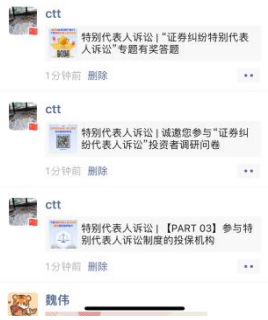 ctt
特别代表人诉讼 | “证券纠纷特别代表
人诉讼”专题有奖答题
1分钟前 删除
ctt
特别代表人诉讼 | 诚邀您参与“证券纠
纷代表人诉讼”投资者调研问卷
1分钟前 删除
ctt
特别代表人诉讼 | 【PART 03】参与特
别代表人诉讼制度的投保机构
1分钟前 删除
魏伟